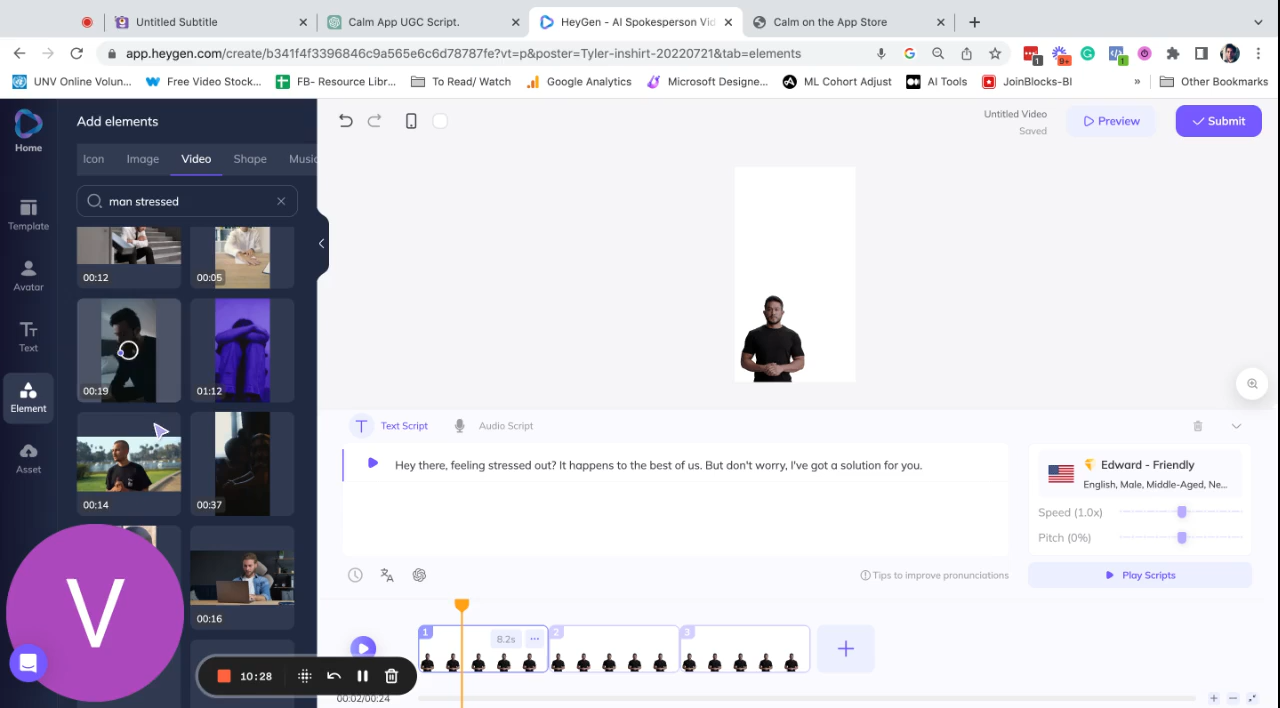 Untitled Subtitle
Calm App UGC Script.
HeyGen - AI Spokesperson Vid
Calm on the App Store
app.heygen.com/create/b341f4f3396846c9a565e6c6d78787fe?vt=p&poster=Tyler-inshirt-20220721&tab=elements
1
9+
1
UNV Online Volun...
Free Video Stock...
FB- Resource Libr...
To Read/ Watch
Google Analytics
Microsoft Designe...
ML Cohort Adjust
AI Tools
JoinBlocks-BI
»
Other Bookmarks
Home
Template
Avatar
Text
Element
Asset
Add elements
Icon
Image
Video
Shape
Music
man stressed
00:12
00:05
00:19
01:12
00:14
00:37
00:16
V
10:28
Untitled Video
Saved
Preview
Submit
Text Script
Audio Script
Hey there, feeling stressed out? It happens to the best of us. But don't worry, I've got a solution for you.
Tips to improve pronunciations
Edward - Friendly
English, Male, Middle-Aged, Ne...
Speed (1.0x)
Pitch (0%)
Play Scripts
1
8.2s
2
3
00:02/00:24